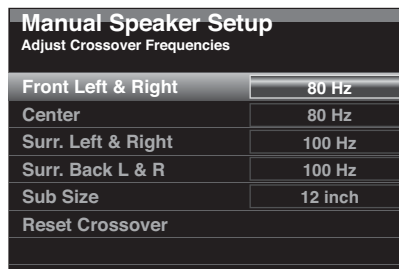 Manual Speaker Setup
Adjust Crossover Frequencies
Front Left & Right 80 Hz
Center 80 Hz
Surr. Left & Right 100 Hz
Surr. Back L & R 100 Hz
Sub Size 12 inch
Reset Crossover